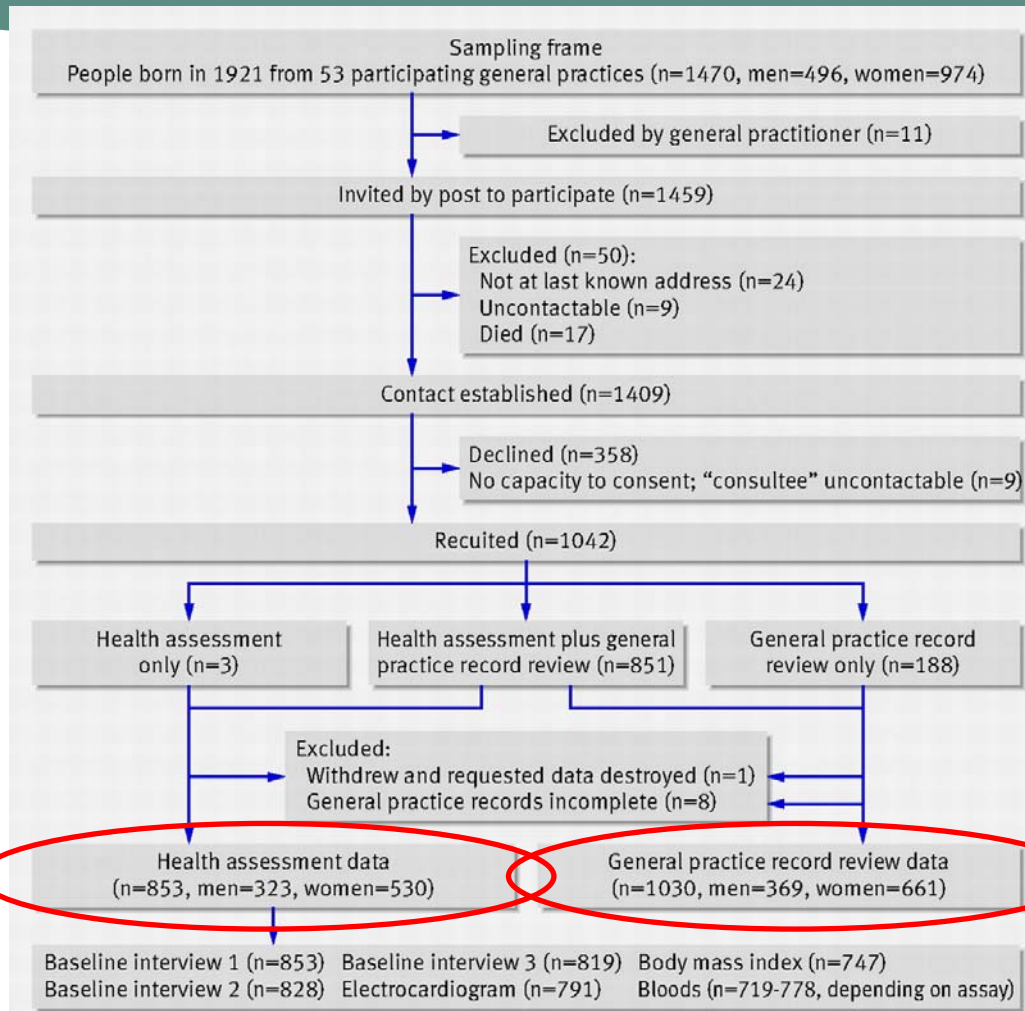 Sampling frame
People born in 1921 from 53 participating general practices (n=1470, men=496, women=974)
Excluded by general practitioner (n=11)
Invited by post to participate (n=1459)
Excluded (n=50):
Not at last known address (n=24)
Uncontactable (n=9)
Died (n=17)
Contact established (n=1409)
Declined (n=358)
No capacity to consent; “consultee” uncontactable (n=9)
Recuited (n=1042)
Health assessment
only (n=3)
Health assessment plus general
practice record review (n=851)
General practice record
review only (n=188)
Excluded:
Withdrew and requested data destroyed (n=1)
General practice records incomplete (n=8)
Health assessment data
(n=853, men=323, women=530)
General practice record review data
(n=1030, men=369, women=661)
Baseline interview 1 (n=853) Baseline interview 3 (n=819) Body mass index (n=747)
Baseline interview 2 (n=828) Electrocardiogram (n=791) Bloods (n=719-778, depending on assay)